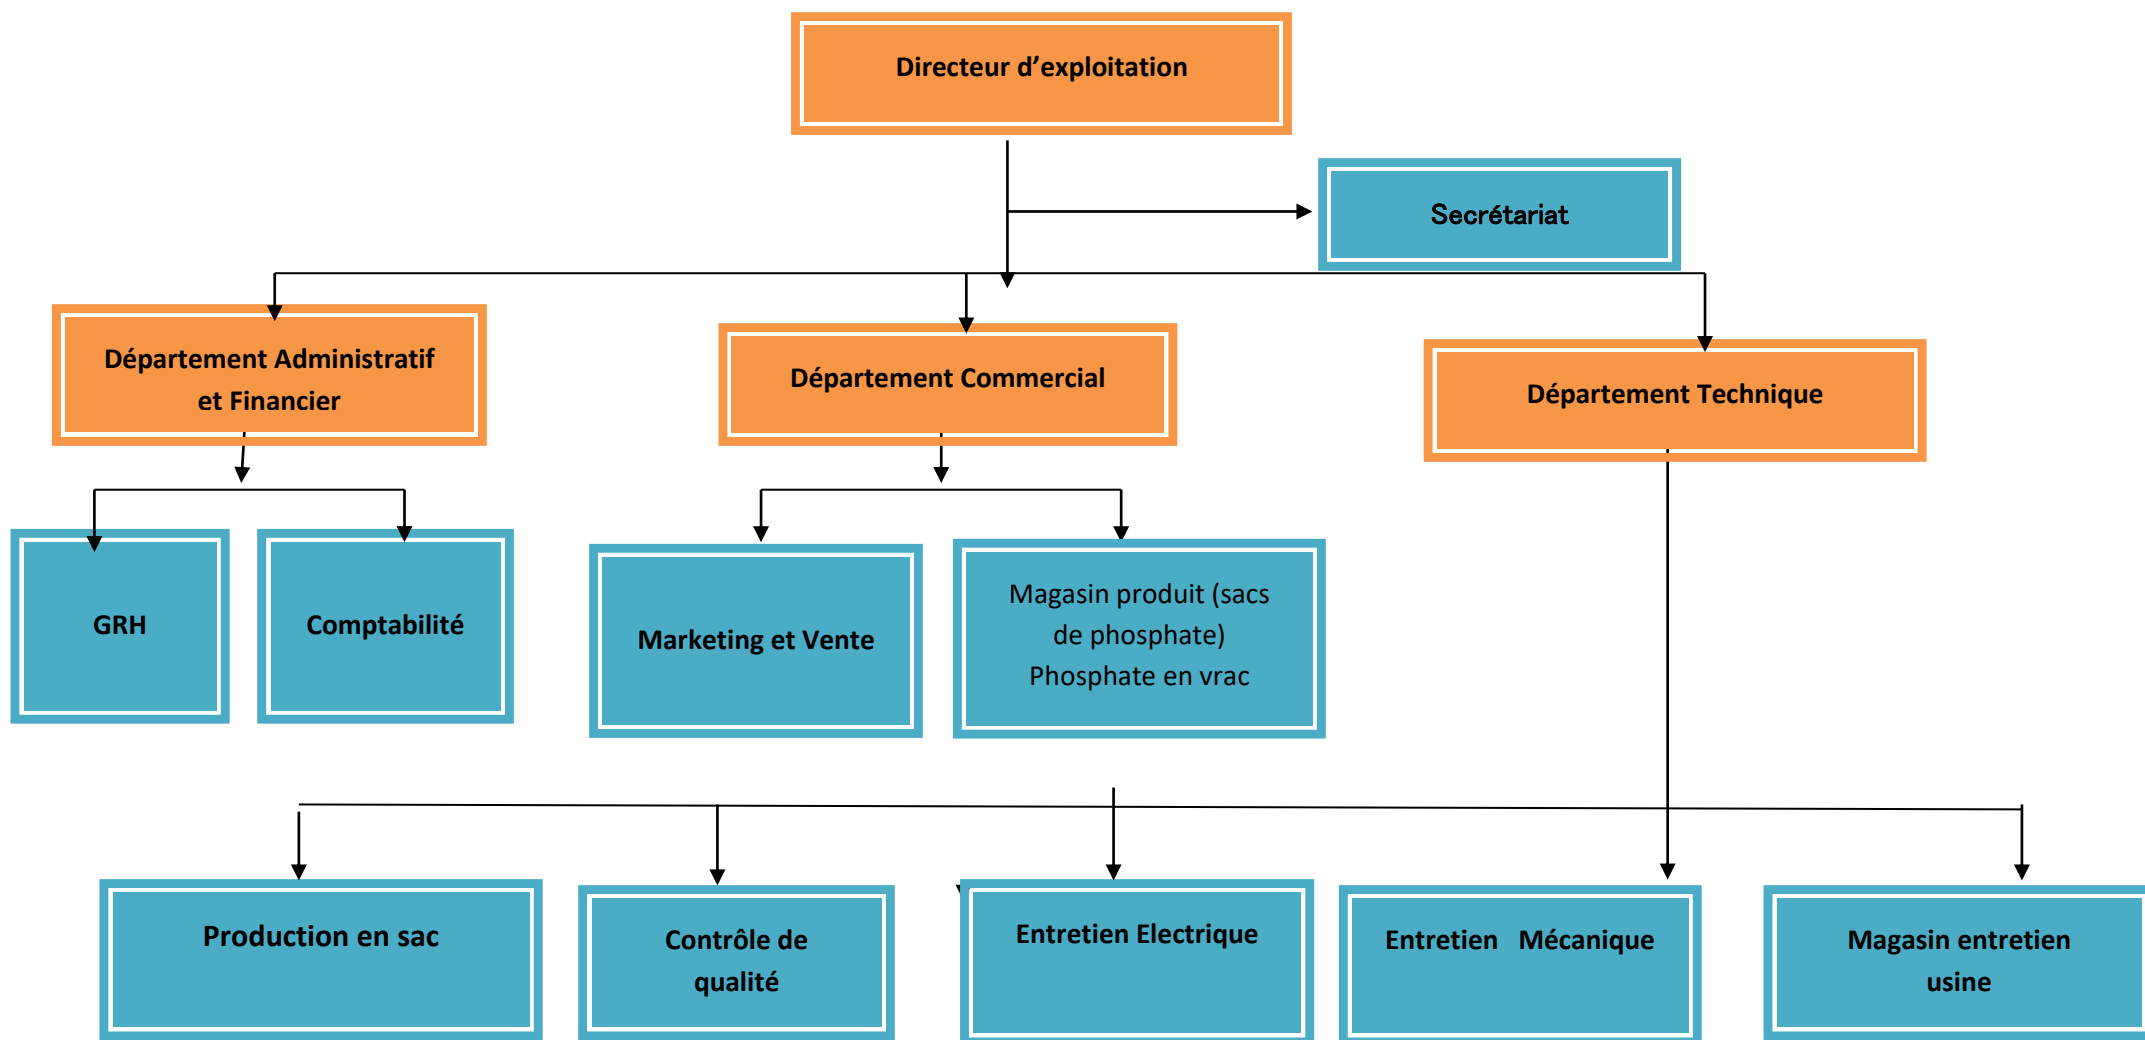 Directeur d’exploitation
Secrétariat
Département Administratif
et Financier
Département Commercial
Département Technique
GRH
Comptabilité
Marketing et Vente
Magasin produit (sacs
de phosphate)
Phosphate en vrac
Production en sac
Contrôle de
qualité
Entretien Electrique
Entretien Mécanique
Magasin entretien
usine